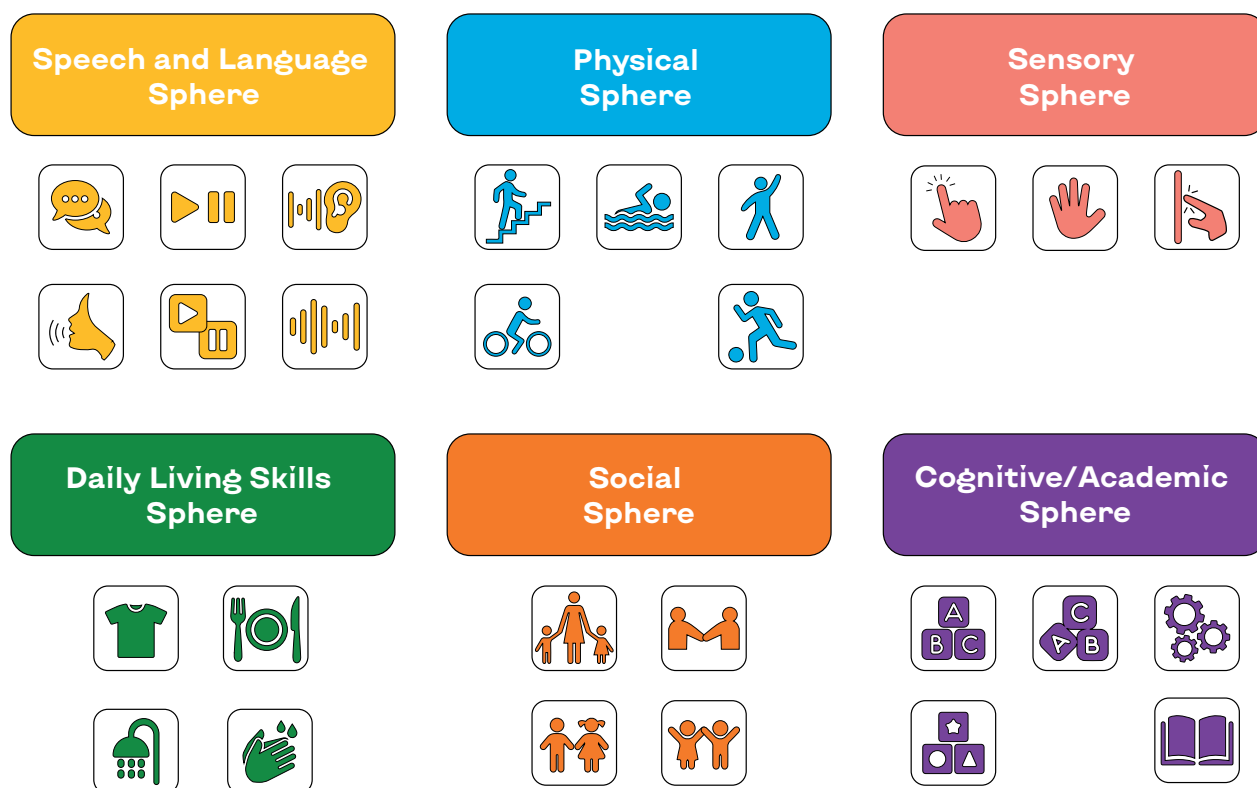 Speech and Language
Sphere
Physical
Sphere
Sensory
Sphere
Daily Living Skills
Sphere
Social
Sphere
Cognitive/Academic
Sphere
A
B C
C
A B